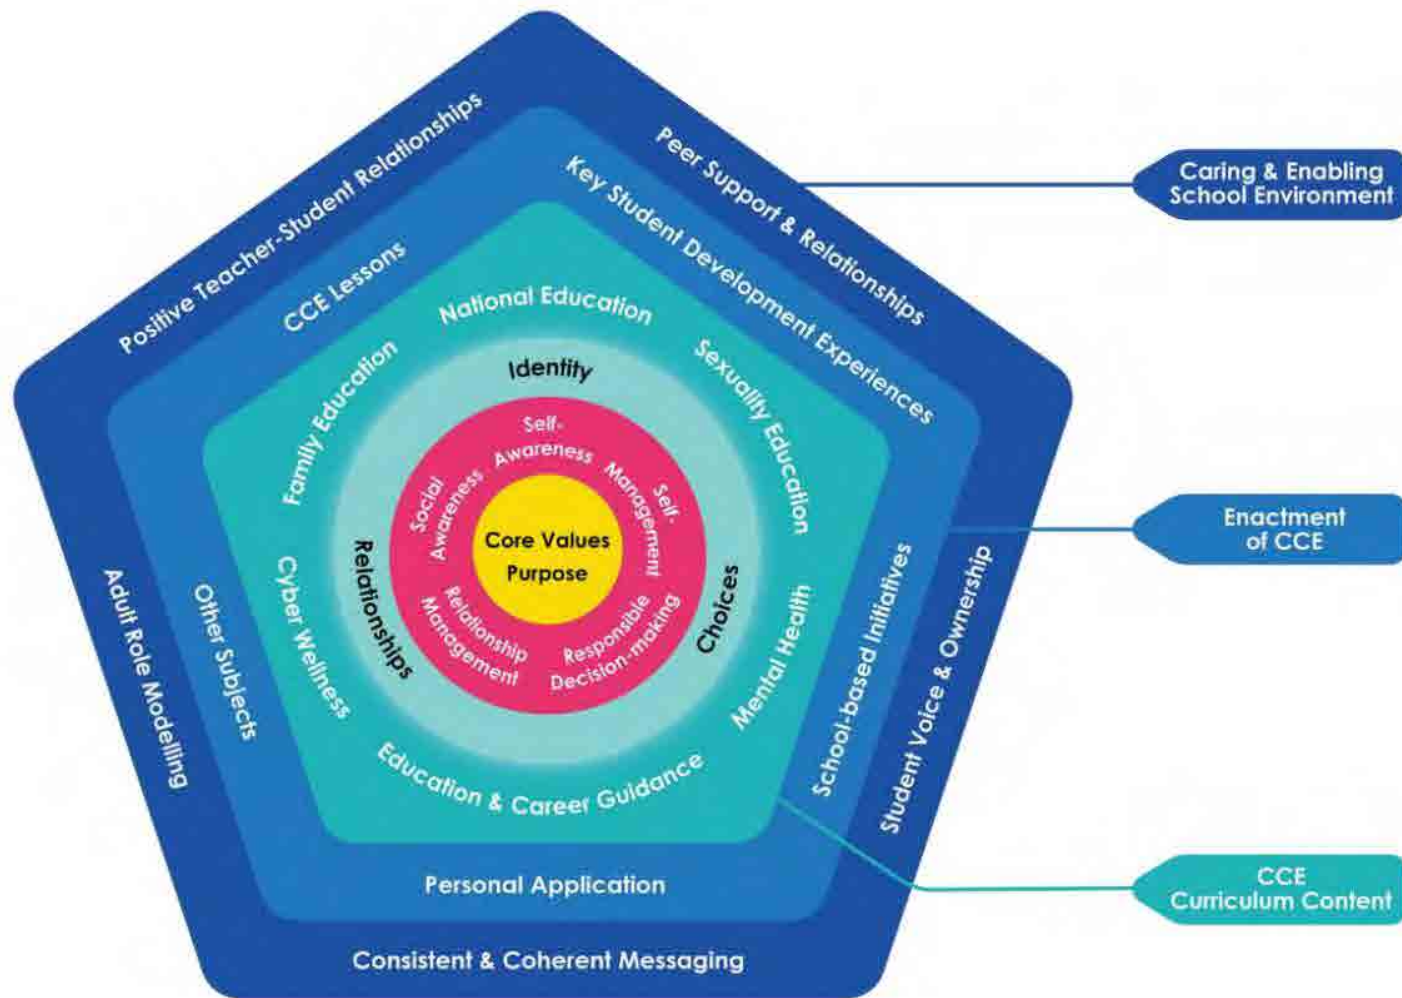 Positive Teacher-Student Relationships
Peer Support & Relationships
Student Voice & Ownership
Consistent & Coherent Messaging
Adult Role Modelling
CCE Lessons
Key Student Development Experiences
School-based Initiatives
Personal Application
Other Subjects
National Education
Sexuality Education
Mental Health
Education & Career Guidance
Cyber Wellness
Family Education
Identity
Choices
Relationships
Self-
Awareness
Self-
Management
Responsible
Decision-making
Relationship
Management
Social
Awareness
Core Values
Purpose
Caring & Enabling
School Environment
Enactment
of CCE
CCE
Curriculum Content